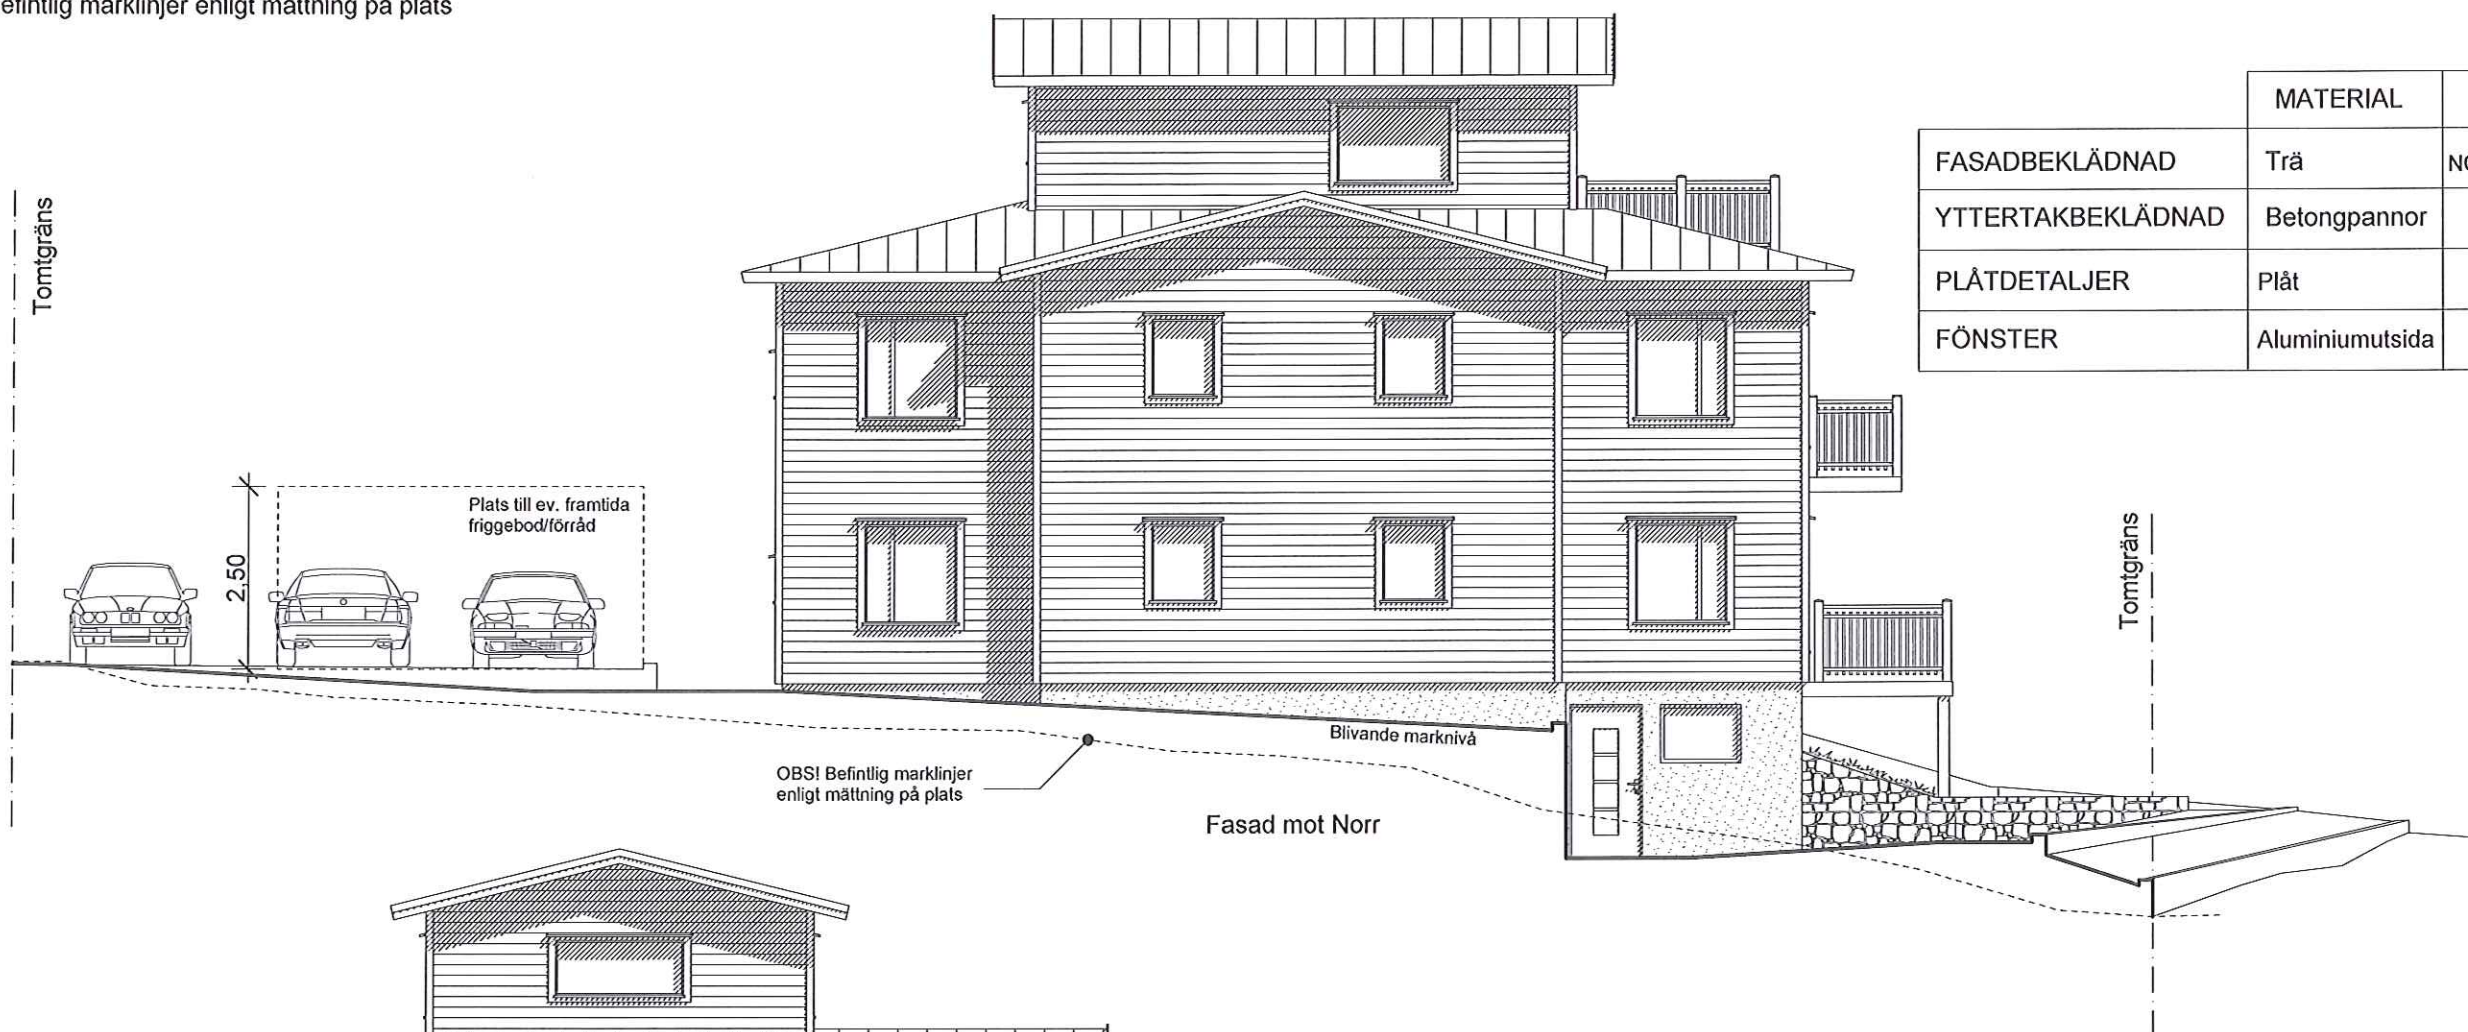 efintlig marklinjer enligt mättning på plats
MATERIAL
FASADBEKLÄDNAD Trä
YTTERTAKBEKLÄDNAD Betongpannor
PLÅTDETALJER Plåt
FÖNSTER Aluminiumutsida
Tomtgräns
Plats till ev. framtida
friggebod/förråd
2,50
Tomtgräns
Blivande marknivå
OBS! Befintlig marklinjer
enligt mättning på plats
Fasad mot Norr